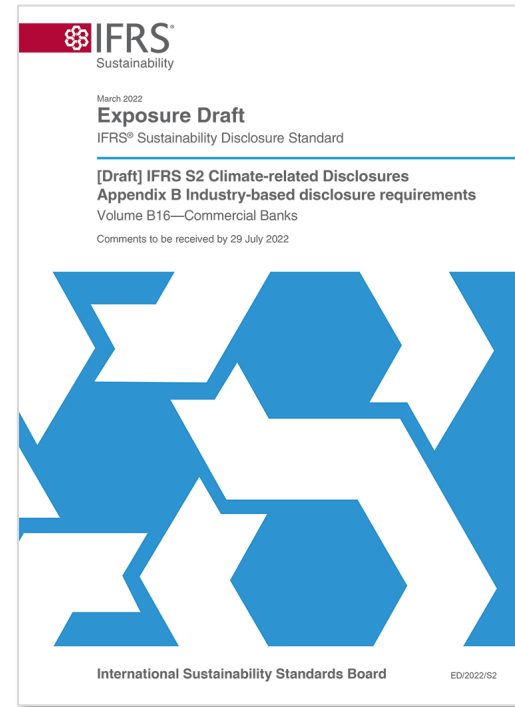 IFRS®
Sustainability
March 2022
Exposure Draft
IFRS® Sustainability Disclosure Standard
[Draft] IFRS S2 Climate-related Disclosures
Appendix B Industry-based disclosure requirements
Volume B16—Commercial Banks
Comments to be received by 29 July 2022
International Sustainability Standards Board
ED/2022/S2